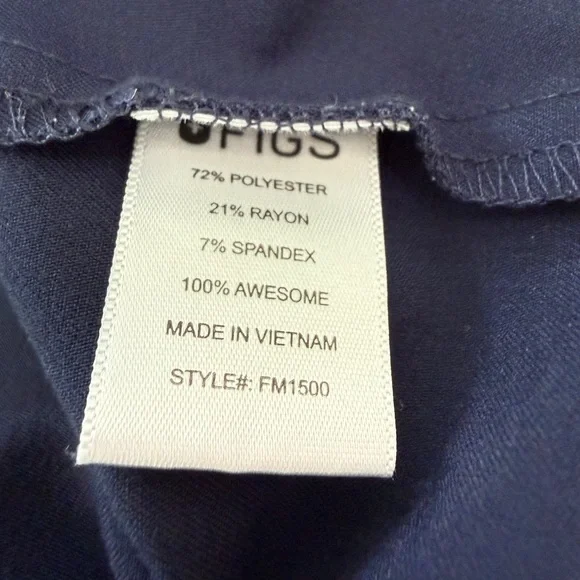 FIGS
72% POLYESTER
21% RAYON
7% SPANDEX
100% AWESOME
MADE IN VIETNAM
STYLE#: FM1500